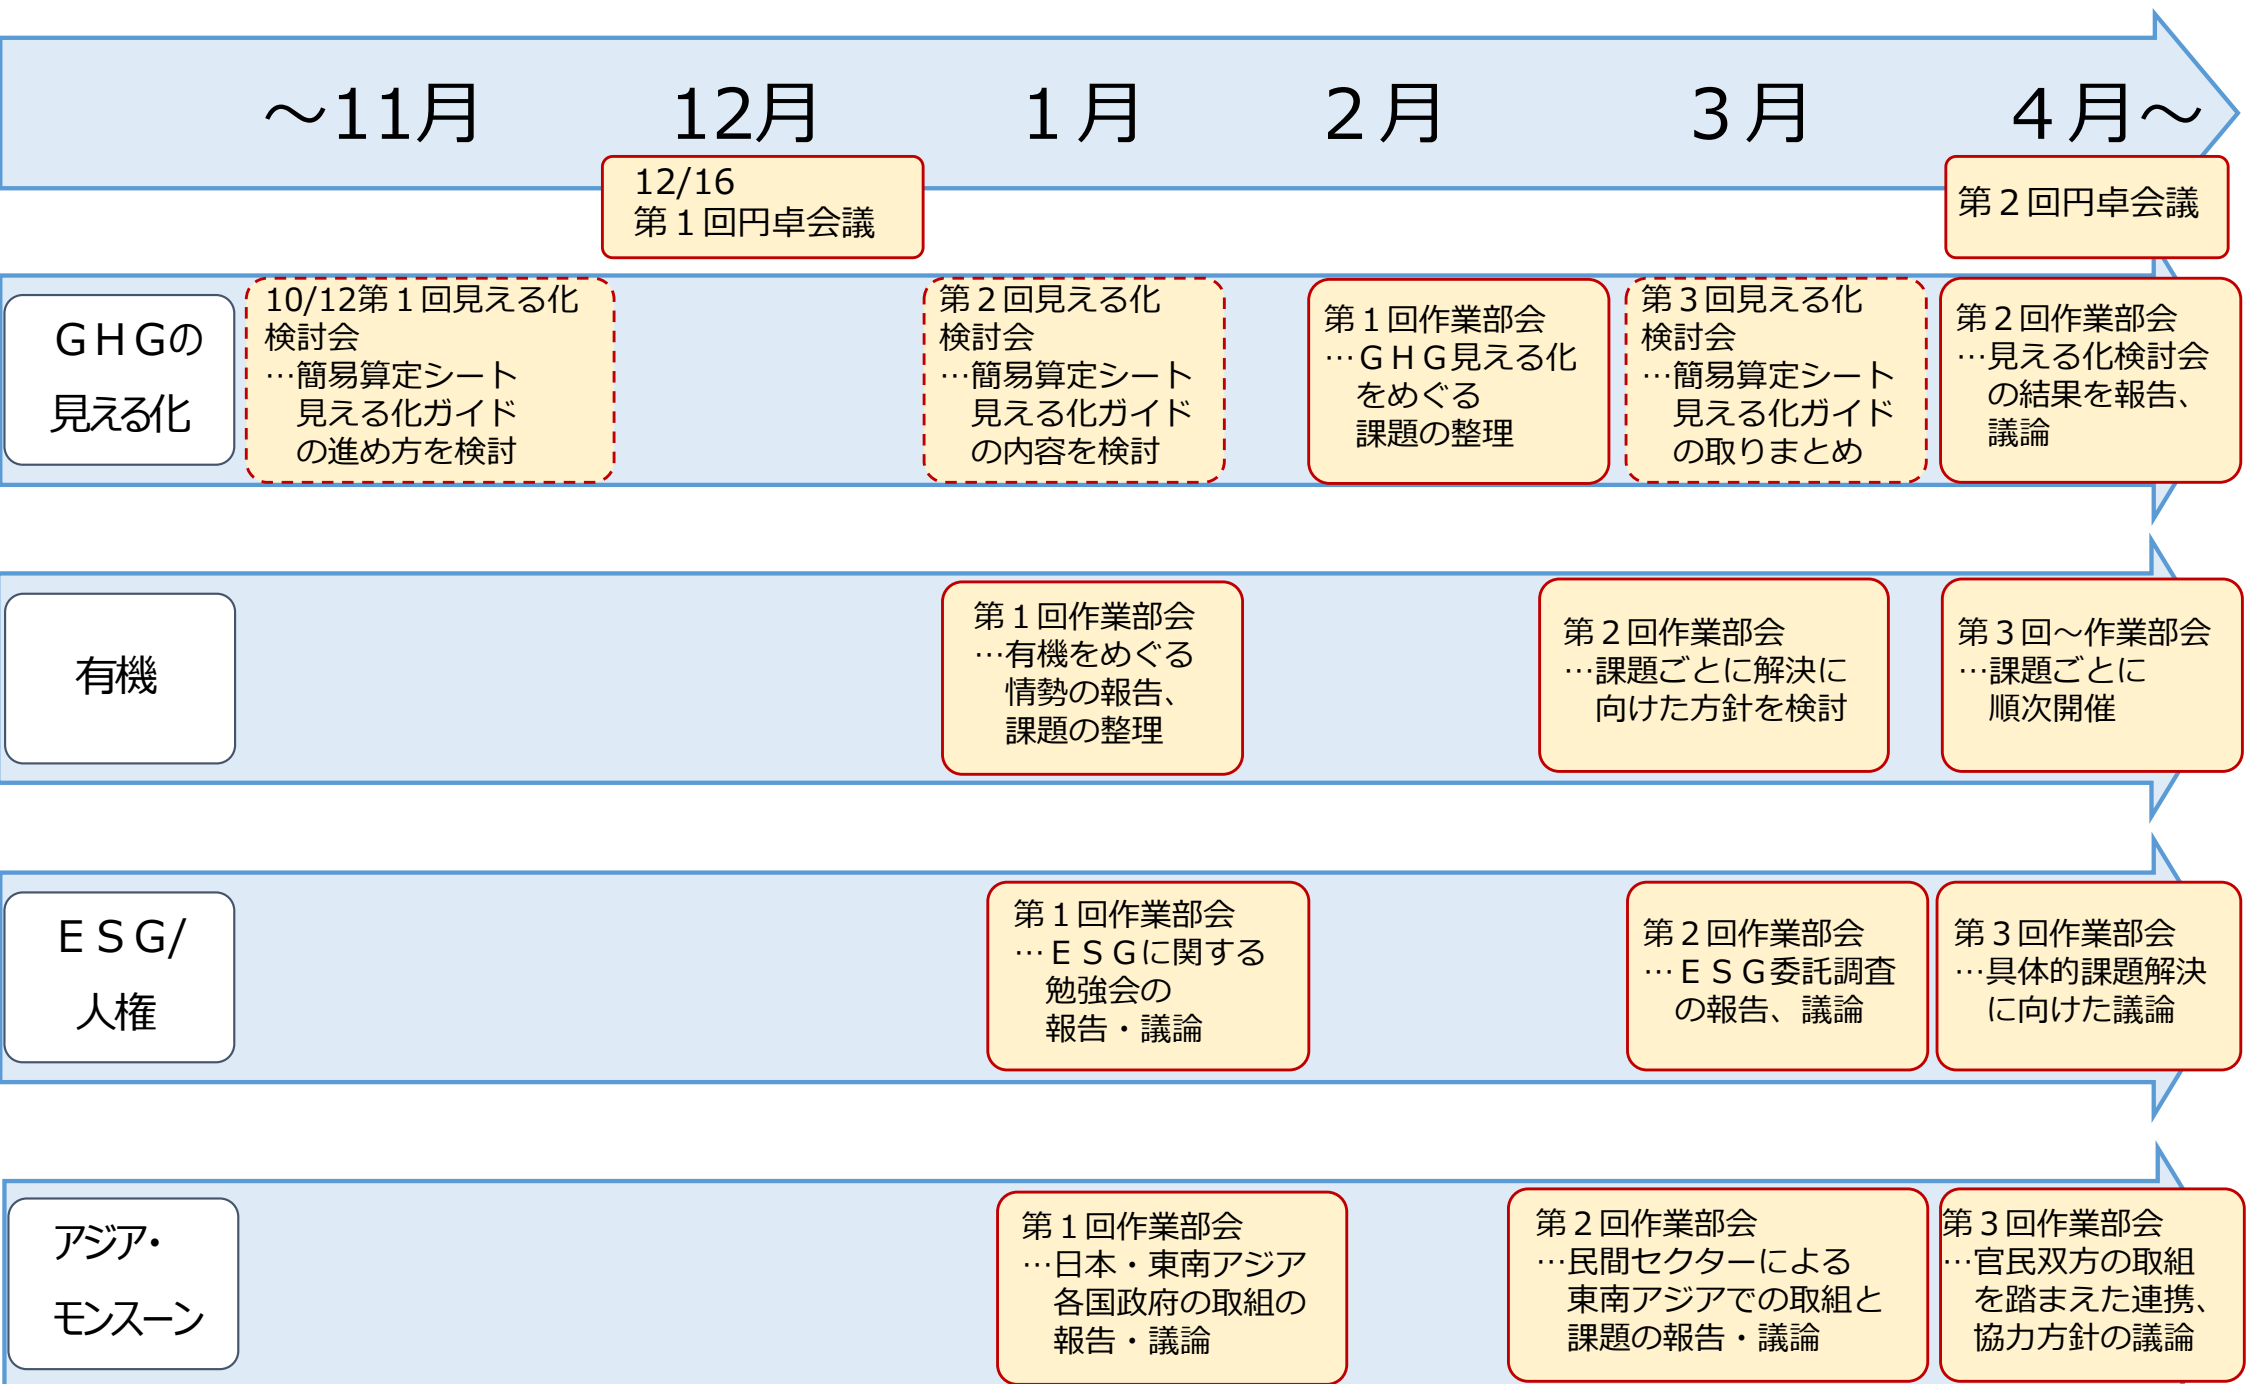 ～11月
12月
１月
２月
３月
４月～
12/16
第１回円卓会議
第２回円卓会議
ＧＨＧの
見える化
10/12第１回見える化
検討会
…簡易算定シート
見える化ガイド
の進め方を検討
第２回見える化
検討会
…簡易算定シート
見える化ガイド
の内容を検討
第１回作業部会
…ＧＨＧ見える化
をめぐる
課題の整理
第３回見える化
検討会
…簡易算定シート
見える化ガイド
の取りまとめ
第２回作業部会
…見える化検討会
の結果を報告、
議論
有機
第１回作業部会
…有機をめぐる
情勢の報告、
課題の整理
第２回作業部会
…課題ごとに解決に
向けた方針を検討
第３回～作業部会
…課題ごとに
順次開催
ＥＳＧ/
人権
第１回作業部会
…ＥＳＧに関する
勉強会の
報告・議論
第２回作業部会
…ＥＳＧ委託調査
の報告、議論
第３回作業部会
…具体的課題解決
に向けた議論
アジア・
モンスーン
第１回作業部会
…日本・東南アジア
各国政府の取組の
報告・議論
第２回作業部会
…民間セクターによる
東南アジアでの取組と
課題の報告・議論
第３回作業部会
…官民双方の取組
を踏まえた連携、
協力方針の議論